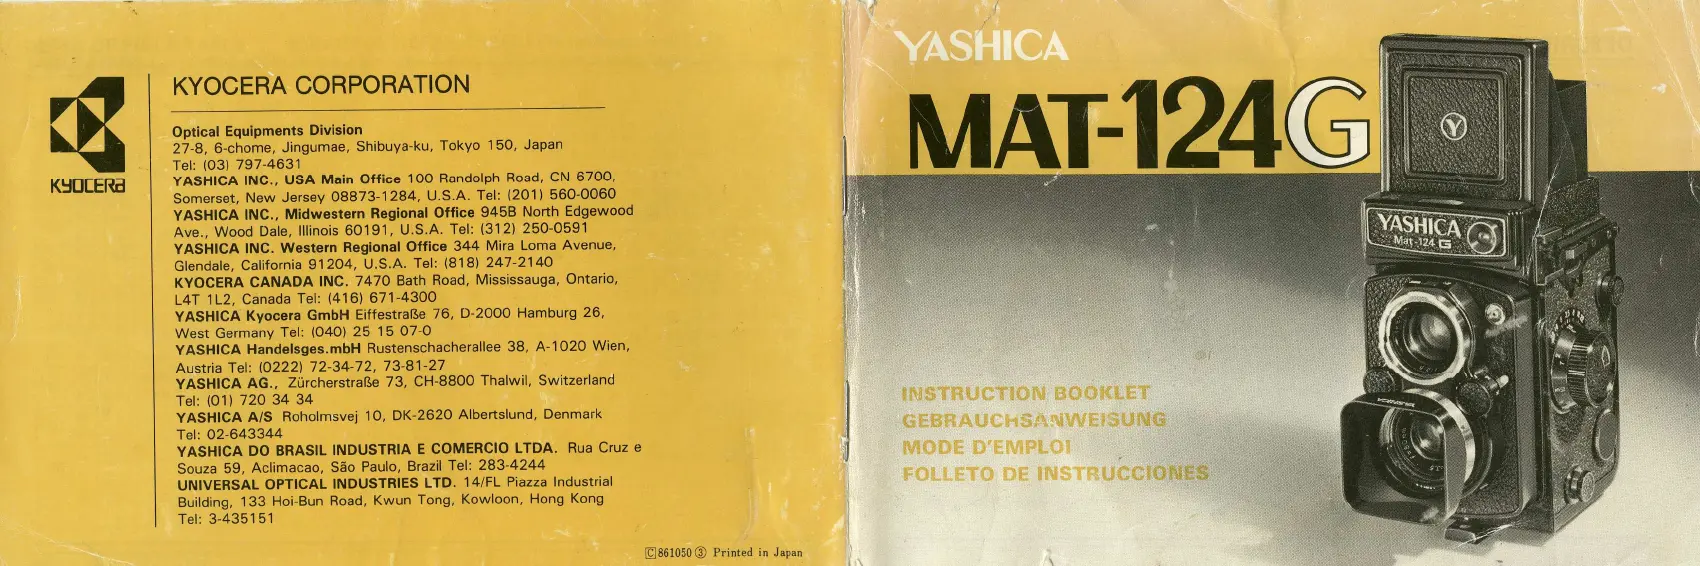 KYOCERA
KYOCERA CORPORATION
Optical Equipments Division
27-8, 6-chome, Jingumae, Shibuya-ku, Tokyo 150, Japan
Tel: (03) 797-4631
YASHICA INC., USA Main Office 100 Randolph Road, CN 6700,
Somerset, New Jersey 08873-1284, U.S.A. Tel: (201) 560-0060
YASHICA INC., Midwestern Regional Office 945B North Edgewood
Ave., Wood Dale, Illinois 60191, U.S.A. Tel: (312) 250-0591
YASHICA INC. Western Regional Office 344 Mira Loma Avenue,
Glendale, California 91204, U.S.A. Tel: (818) 247-2140
KYOCERA CANADA INC. 7470 Bath Road, Mississauga, Ontario,
L4T 1L2, Canada Tel: (416) 671-4300
YASHICA Kyocera GmbH Eiffestraße 76, D-2000 Hamburg 26,
West Germany Tel: (040) 25 15 07-0
YASHICA Handelsges.mbH Rustenschacherallee 38, A-1020 Wien,
Austria Tel: (0222) 72-34-72, 73-81-27
YASHICA AG., Zürcherstraße 73, CH-8800 Thalwil, Switzerland
Tel: (01) 720 34 34
YASHICA A/S Roholmsvej 10, DK-2620 Albertslund, Denmark
Tel: 02-643344
YASHICA DO BRASIL INDUSTRIA E COMERCIO LTDA. Rua Cruz e
Souza 59, Aclimacao, São Paulo, Brazil Tel: 283-4244
UNIVERSAL OPTICAL INDUSTRIES LTD. 14/FL Piazza Industrial
Building, 133 Hoi-Bun Road, Kwun Tong, Kowloon, Hong Kong
Tel: 3-435151
C 861050 ③ Printed in Japan
YASHICA
MAT-124G
Y
YASHICA
Mat-124 G
INSTRUCTION BOOKLET
GEBRAUCHSANWEISUNG
MODE D'EMPLOI
FOLLETO DE INSTRUCCIONES